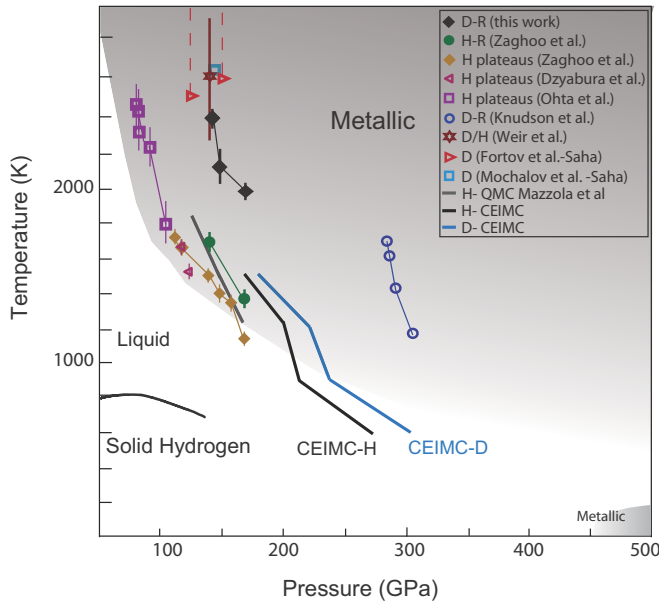 D-R (this work)
H-R (Zaghoo et al.)
H plateaus (Zaghoo et al.)
H plateaus (Dzyabura et al.)
H plateaus (Ohta et al.)
D-R (Knudson et al.)
D/H (Weir et al.)
D (Fortov et al.-Saha)
D (Mochalov et al. -Saha)
H- QMC Mazzola et al
H- CEIMC
D- CEIMC
Metallic
Temperature (K)
2000
1000
Liquid
Solid Hydrogen
CEIMC-H
CEIMC-D
Metallic
100
200
300
400
500
Pressure (GPa)